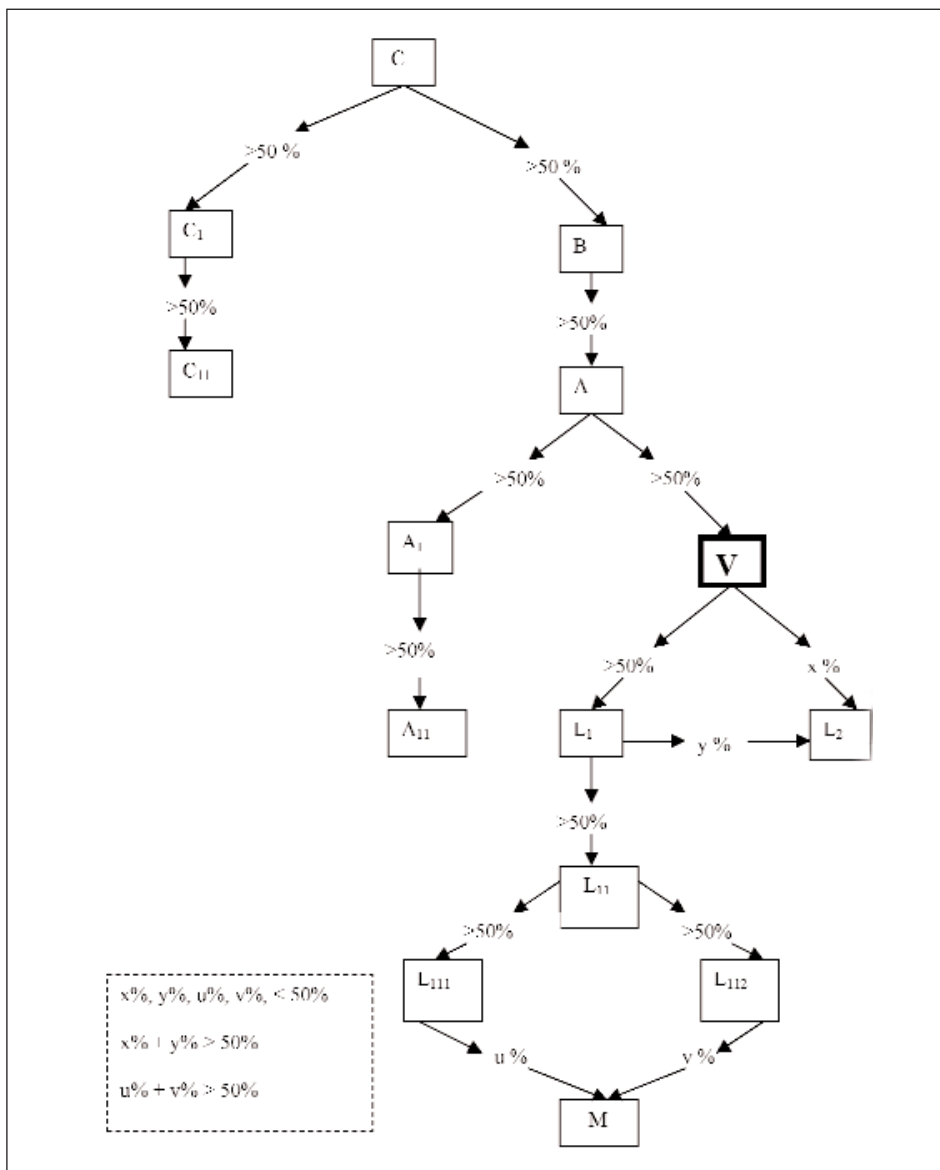 C
>50 %
>50 %
C₁
B
>50%
>50%
C₁₁
A
>50%
>50%
A₁
V
>50%
>50%
x %
A₁₁
L₁
y %
L₂
>50%
L₁₁
>50%
>50%
L₁₁₁
L₁₁₂
x%, y%, u%, v%, < 50%
x% + y% > 50%
u% + v% > 50%
u %
v %
M